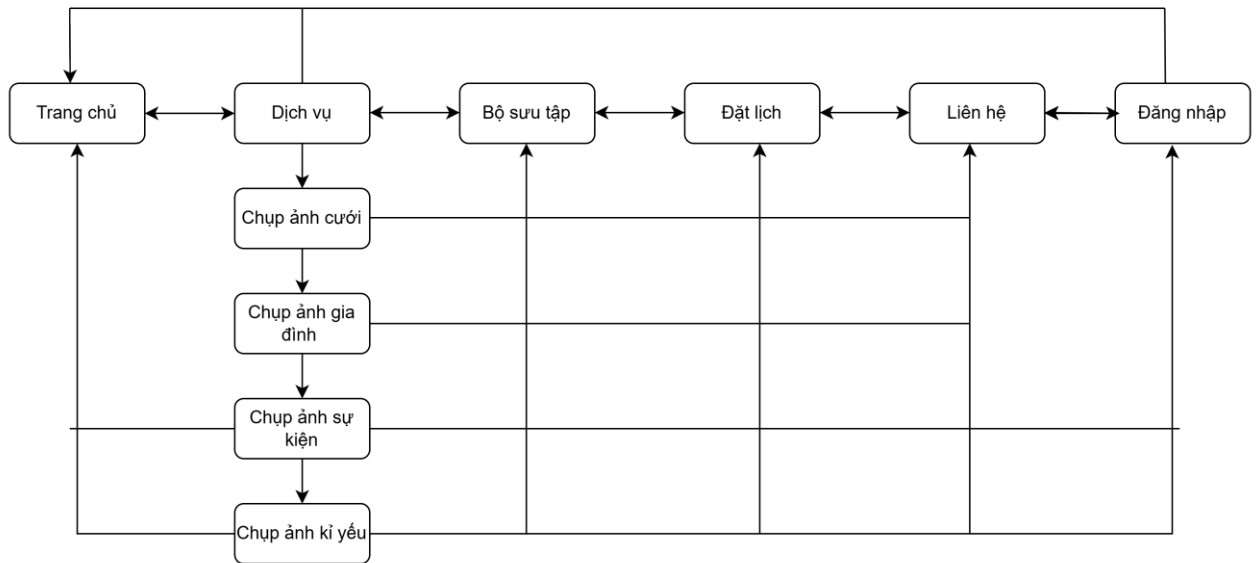 Trang chủ
Dịch vụ
Bộ sưu tập
Đặt lịch
Liên hệ
Đăng nhập
Chụp ảnh cưới
Chụp ảnh gia
đình
Chụp ảnh sự
kiện
Chụp ảnh kỉ yếu